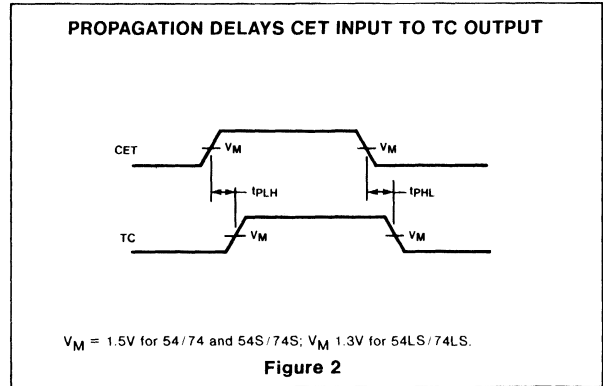 PROPAGATION DELAYS CET INPUT TO TC OUTPUT
CET
VM
VM
tPLH
tPHL
TC
VM
VM
VM = 1.5V for 54/74 and 54S/74S; VM 1.3V for 54LS/74LS.
Figure 2